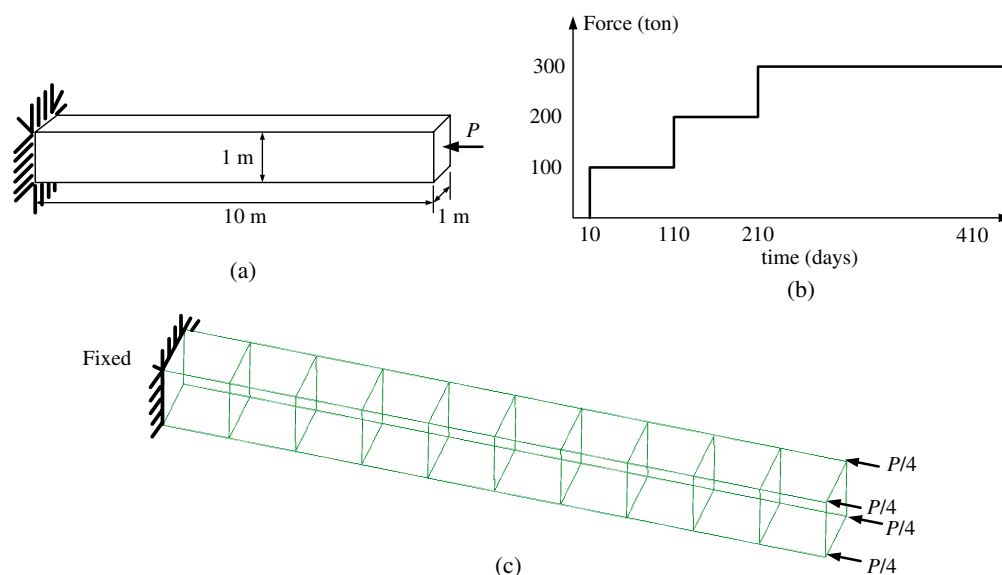 P
1 m
10 m
1 m
(a)
Force (ton)
300
200
100
10
110
210
410
time (days)
(b)
Fixed
P/4
P/4
P/4
P/4
(c)